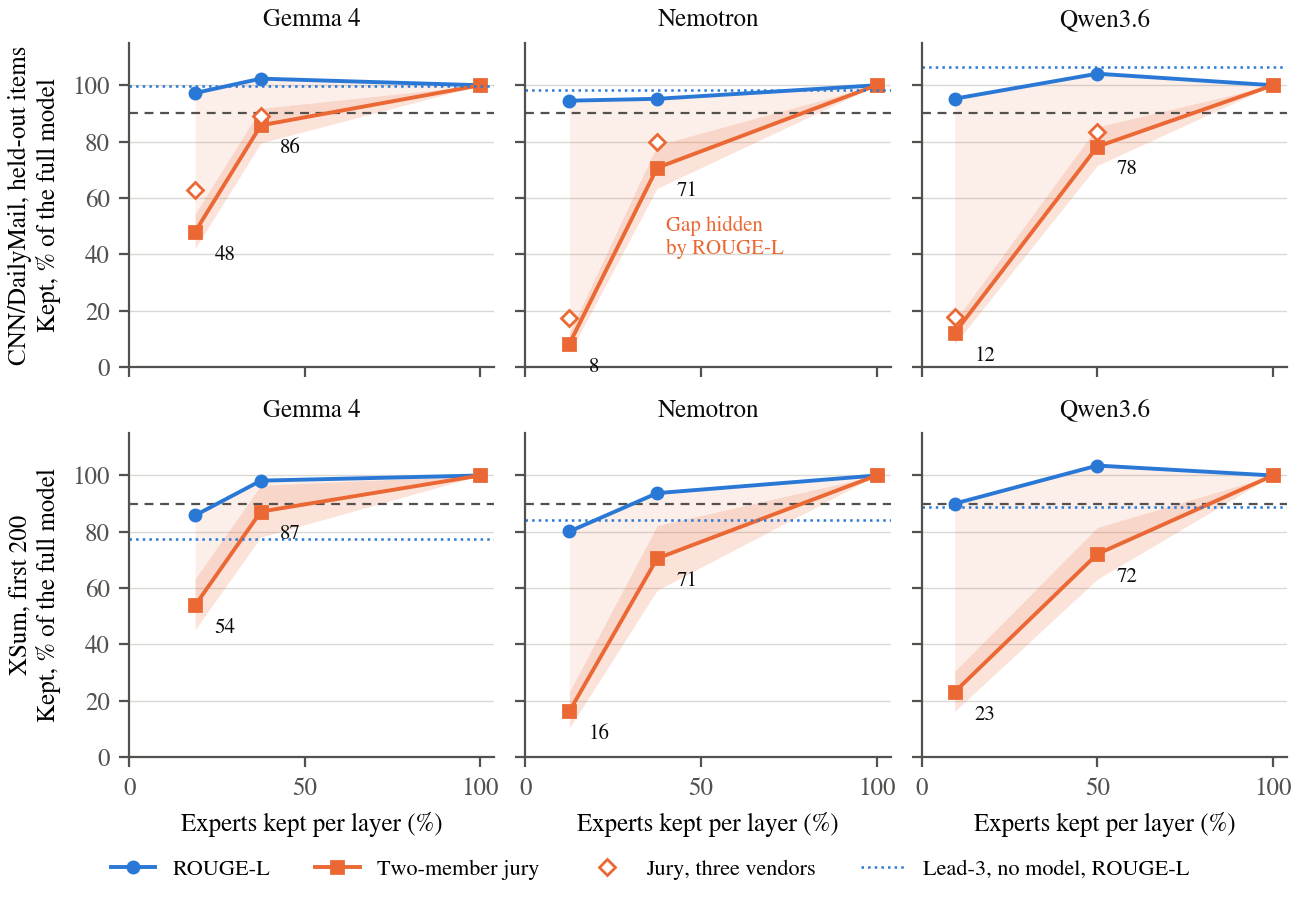 Gemma 4 Nemotron Qwen3.6
CNN/DailyMail, held-out items
Kept, % of the full model
100
80
60
40
20
0
86
48
71
Gap hidden
by ROUGE-L
8
78
12
Gemma 4 Nemotron Qwen3.6
XSum, first 200
Kept, % of the full model
100
80
60
40
20
0
87
54
71
16
72
23
0 50 100 0 50 100 0 50 100
Experts kept per layer (%) Experts kept per layer (%) Experts kept per layer (%)
ROUGE-L Two-member jury Jury, three vendors Lead-3, no model, ROUGE-L